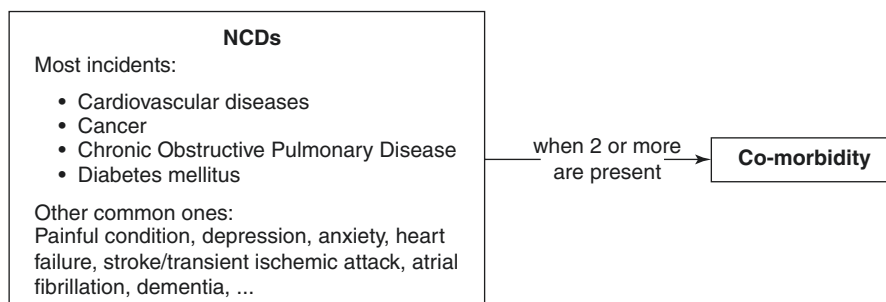 NCDs
Most incidents:
• Cardiovascular diseases
• Cancer
• Chronic Obstructive Pulmonary Disease
• Diabetes mellitus
Other common ones:
Painful condition, depression, anxiety, heart
failure, stroke/transient ischemic attack, atrial
fibrillation, dementia, ...
when 2 or more
are present
Co-morbidity